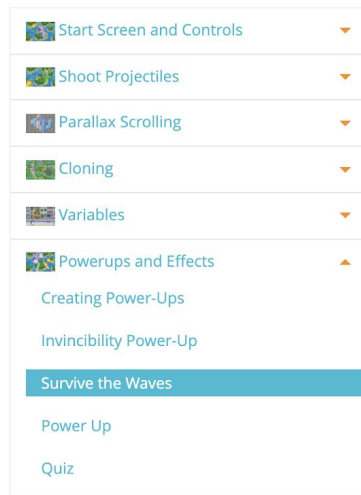 Start Screen and Controls
Shoot Projectiles
Parallax Scrolling
Cloning
Variables
Powerups and Effects
Creating Power-Ups
Invincibility Power-Up
Survive the Waves
Power Up
Quiz